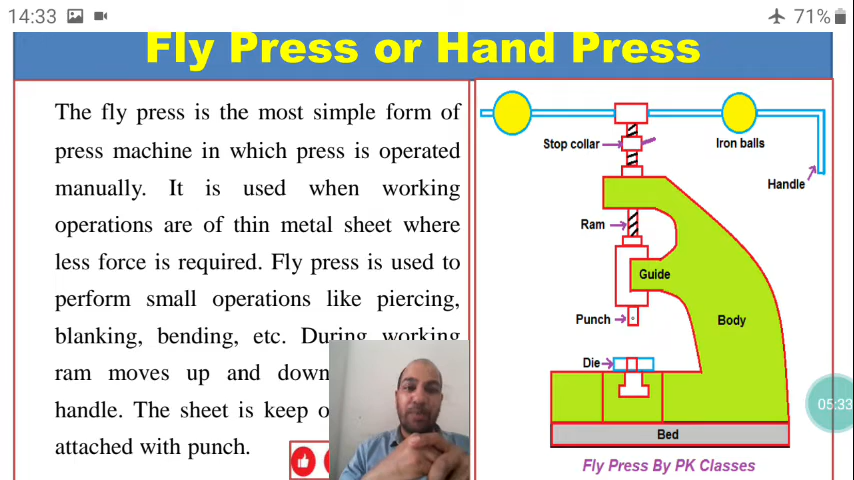 14:33
71%
Fly Press or Hand Press
The fly press is the most simple form of
press machine in which press is operated
manually. It is used when working
operations are of thin metal sheet where
less force is required. Fly press is used to
perform small operations like piercing,
blanking, bending, etc. During working
ram moves up and down
handle. The sheet is keep
attached with punch.
Stop collar
Iron balls
Handle
Ram
Guide
Punch
Body
Die
05:33
Bed
Fly Press By PK Classes